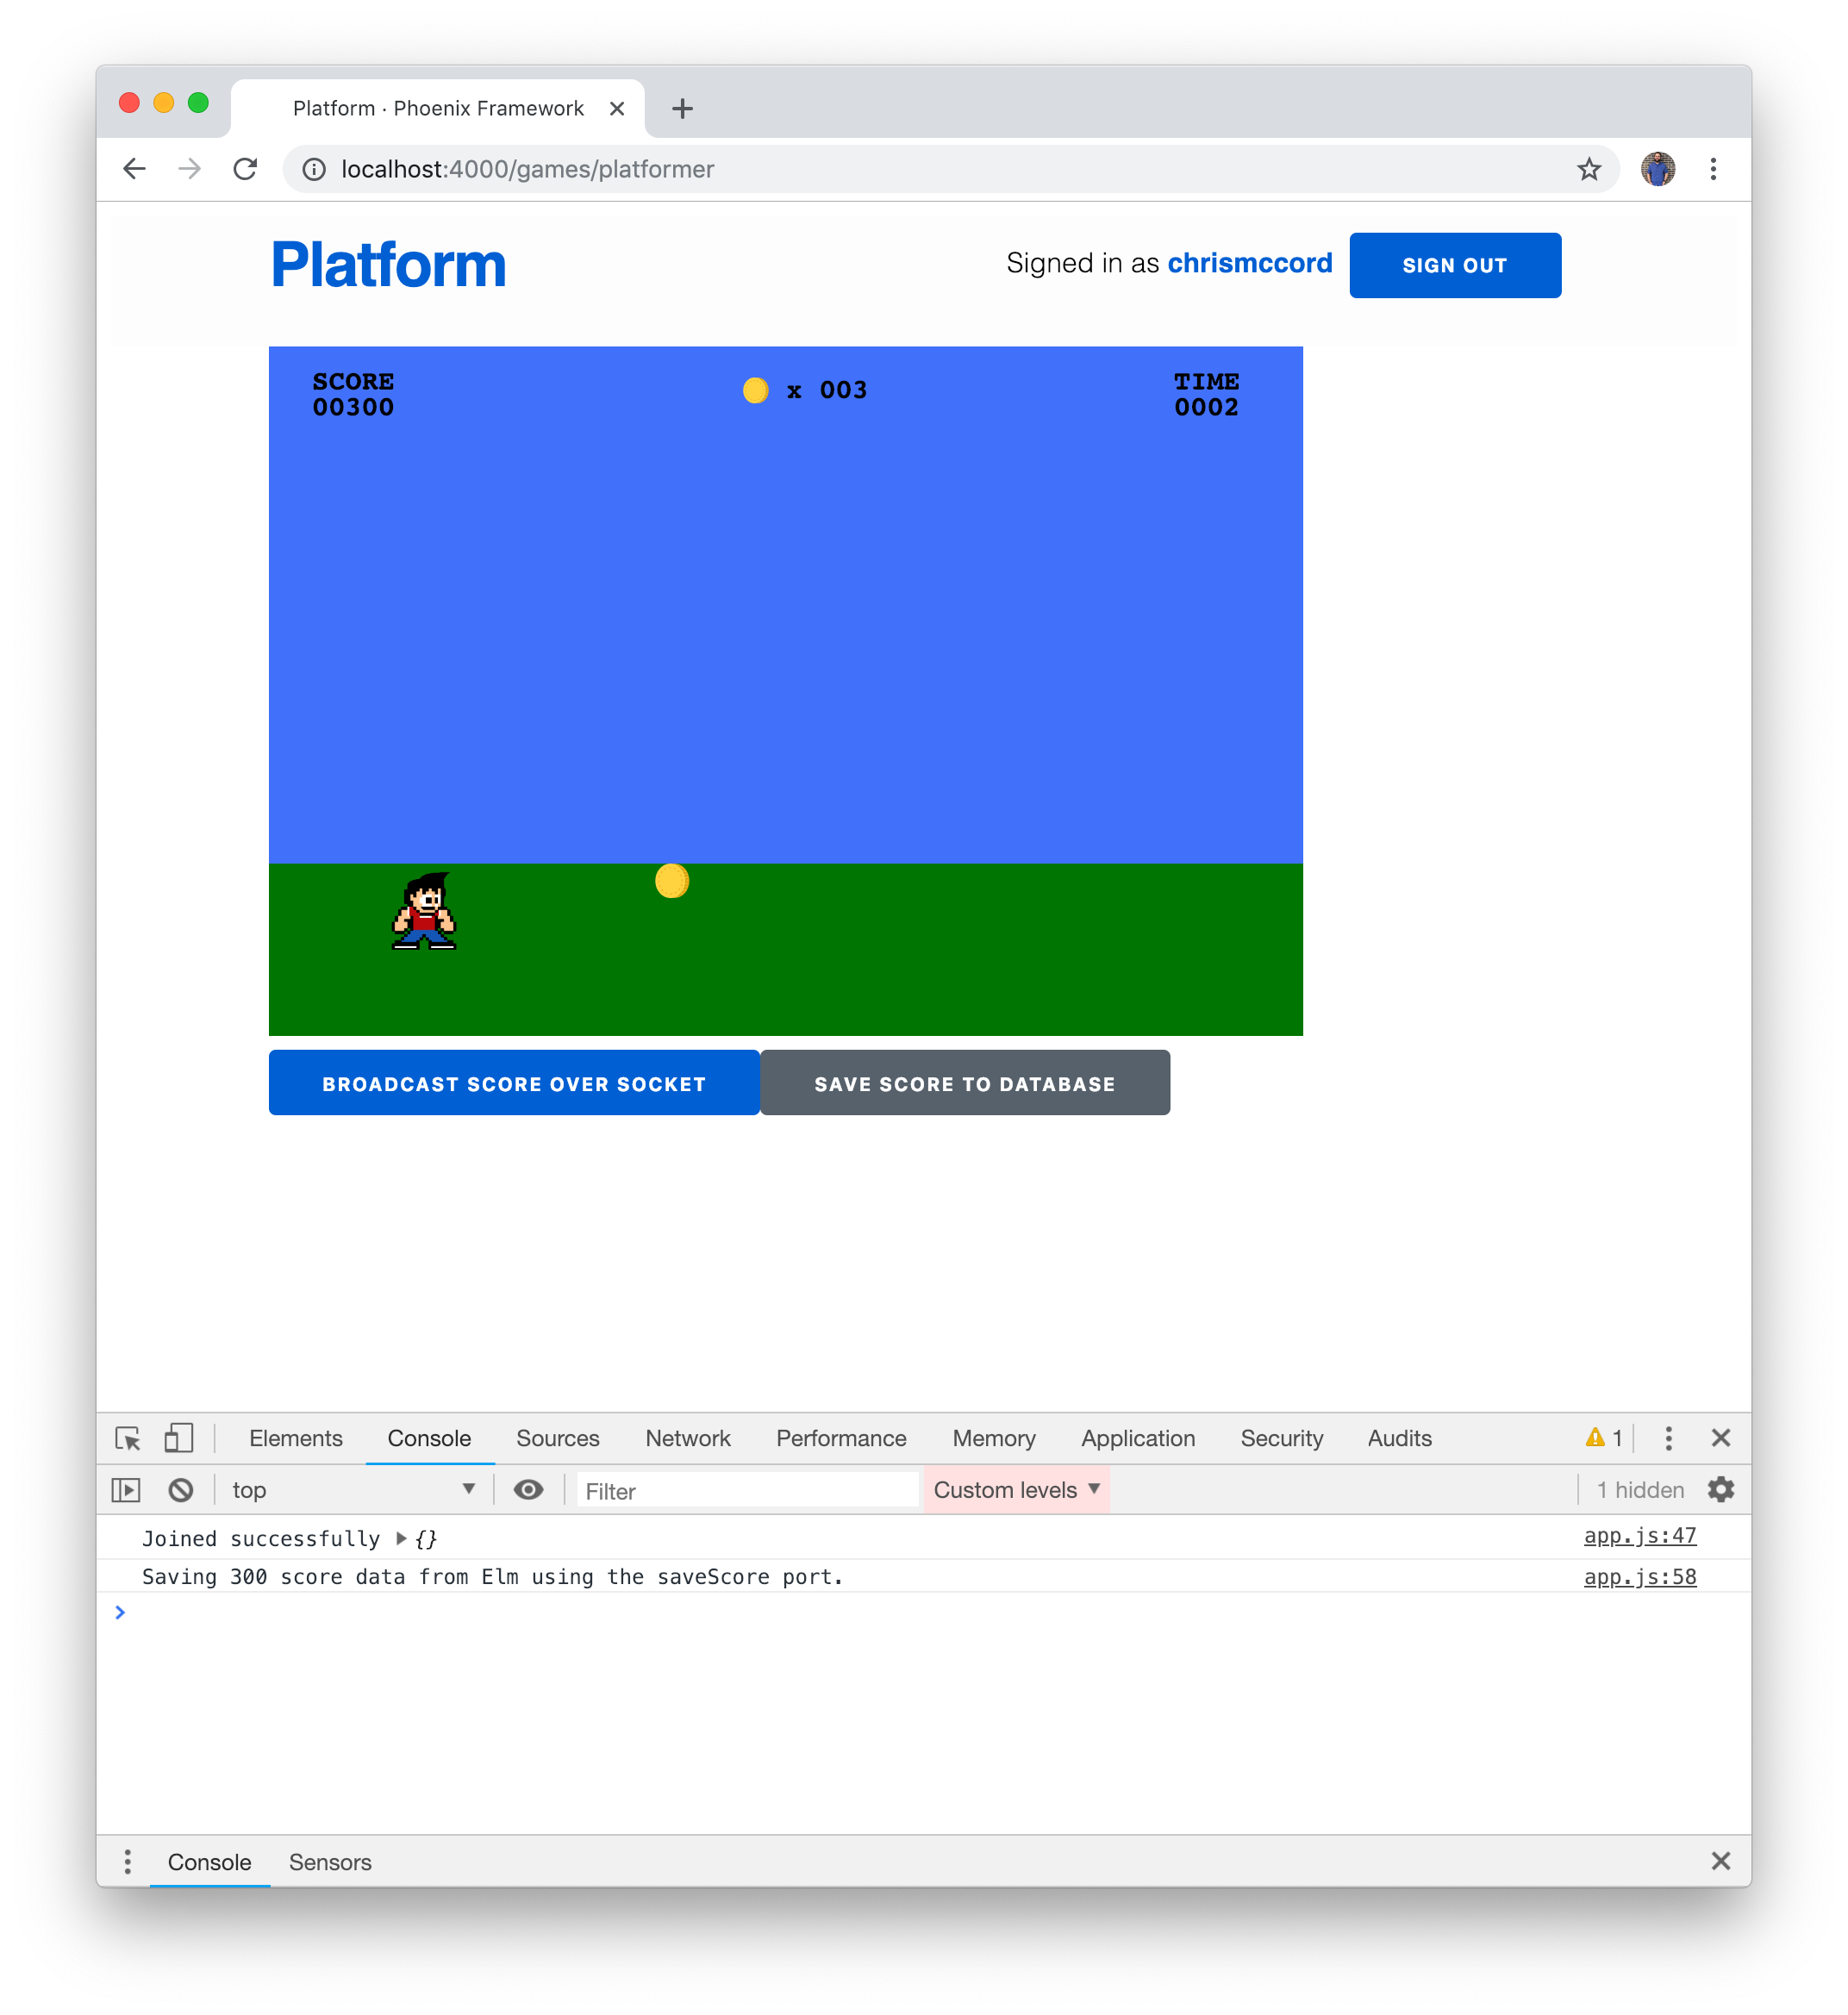 Platform · Phoenix Framework
localhost:4000/games/platformer
Platform
Signed in as chrismccord
SIGN OUT
SCORE
00300
x 003
TIME
0002
BROADCAST SCORE OVER SOCKET
SAVE SCORE TO DATABASE
Elements Console Sources Network Performance Memory Application Security Audits 1
top Filter Custom levels 1 hidden
Joined successfully {} app.js:47
Saving 300 score data from Elm using the saveScore port. app.js:58
Console Sensors